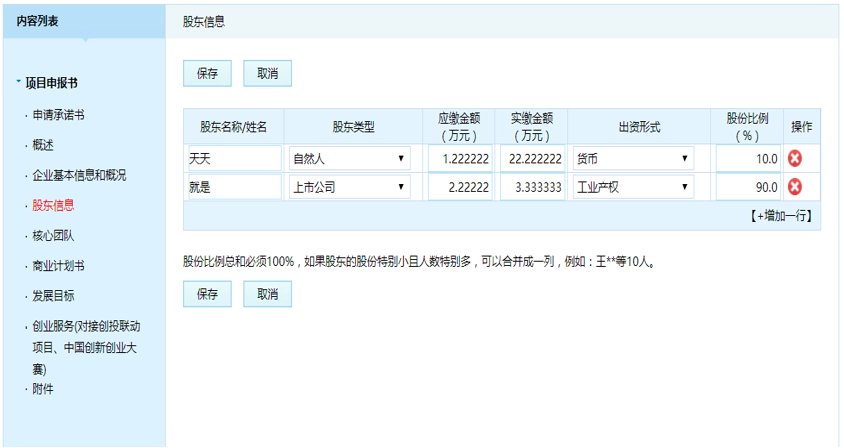 内容列表
项目申报书
· 申请承诺书
· 概述
· 企业基本信息和概况
· 股东信息
· 核心团队
· 商业计划书
· 发展目标
· 创业服务(对接创投联动
项目、中国创新创业大
赛)
· 附件
股东信息
保存 取消
股东名称/姓名 股东类型 应缴金额 实缴金额 出资形式 股份比例 操作
（万元） （万元） （%）
天天 自然人 1.222222 22.222222 货币 10.0
就是 上市公司 2.22222 3.333333 工业产权 90.0
【+增加一行】
股份比例总和必须100%，如果股东的股份特别小且人数特别多，可以合并成一列，例如：王**等10人。
保存 取消